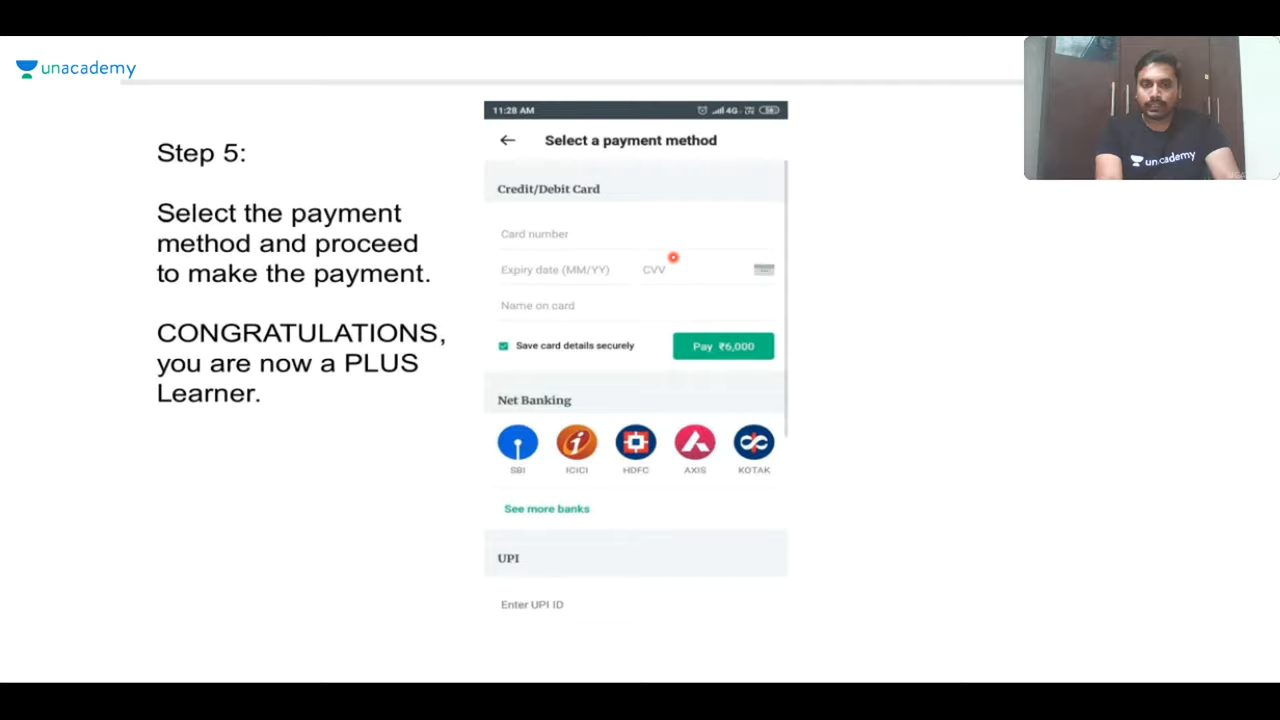 unacademy
Step 5:
Select the payment
method and proceed
to make the payment.
CONGRATULATIONS,
you are now a PLUS
Learner.
11:28 AM
4G
Select a payment method
Credit/Debit Card
Card number
Expiry date (MM/YY)
CVV
Name on card
Save card details securely
Pay ₹6,000
Net Banking
SBI
ICICI
HDFC
AXIS
KOTAK
See more banks
UPI
Enter UPI ID
unacademy